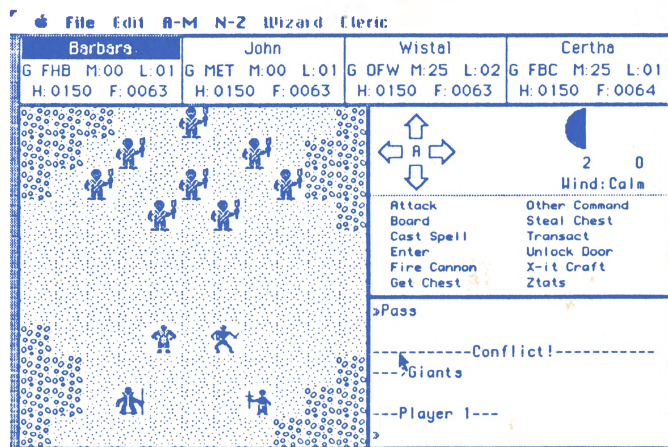 File Edit A-M N-Z Wizard Cleric
Barbara John Wistal Certha
G FHB M:00 L:01 G MET M:00 L:01 G OFW M:25 L:02 G FBC M:25 L:01
H:0150 F:0063 H:0150 F:0063 H:0150 F:0063 H:0150 F:0064
A
2 0
Wind:Calm
Attack Other Command
Board Steal Chest
Cast Spell Transact
Enter Unlock Door
Fire Cannon X-it Craft
Get Chest Ztats
»Pass
----------Conflict!----------
--->Giants
---Player 1---
»